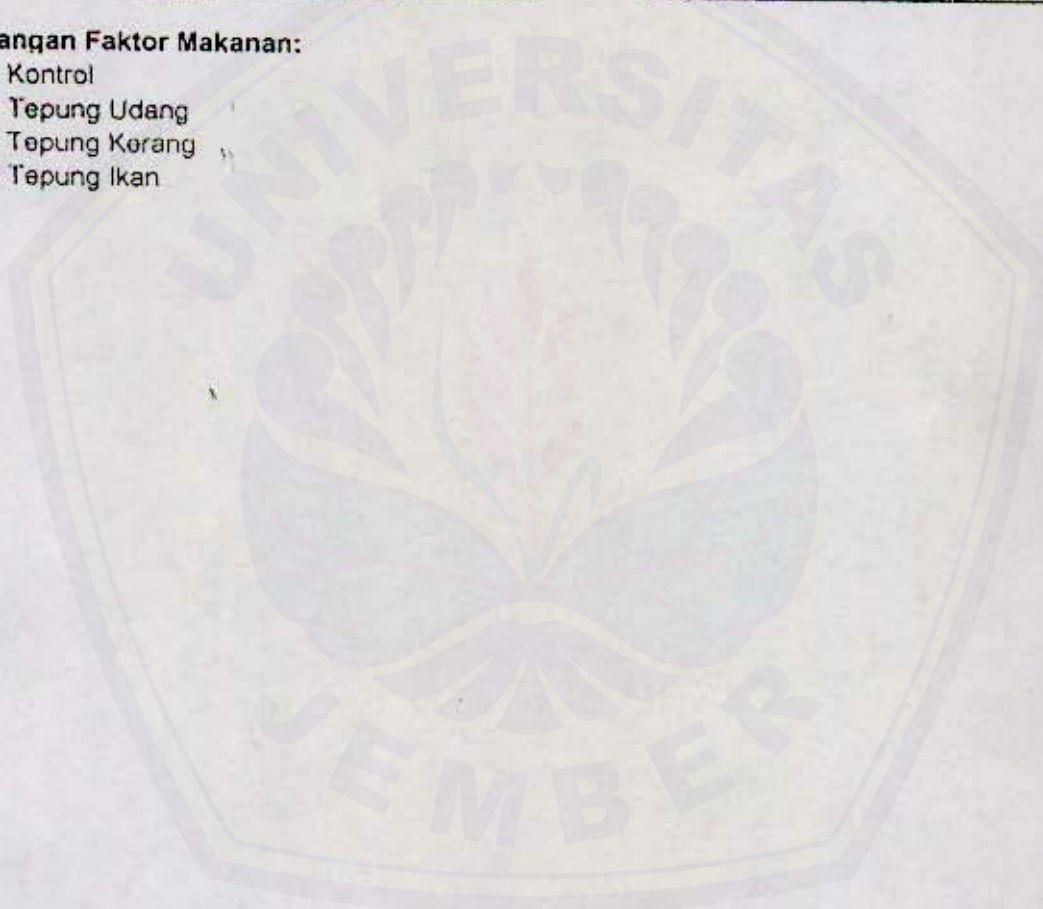 angan Faktor Makanan:
Kontrol
Tepung Udang
Tepung Kerang
Tepung Ikan
UNIVERSITAS
JEMBER